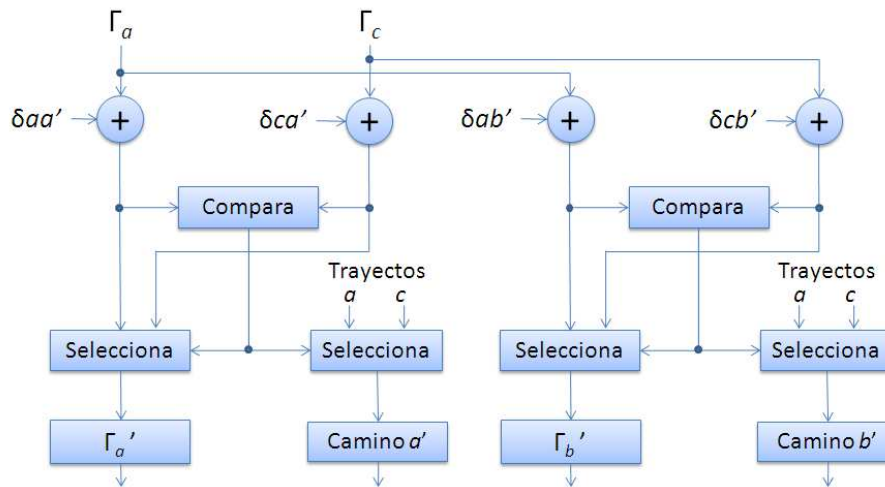 Γa Γc
δaa’ + δca’ + δab’ + δcb’ +
Compara Compara
Trayectos Trayectos
a c a c
Selecciona Selecciona Selecciona Selecciona
Γa’ Camino a’ Γb’ Camino b’